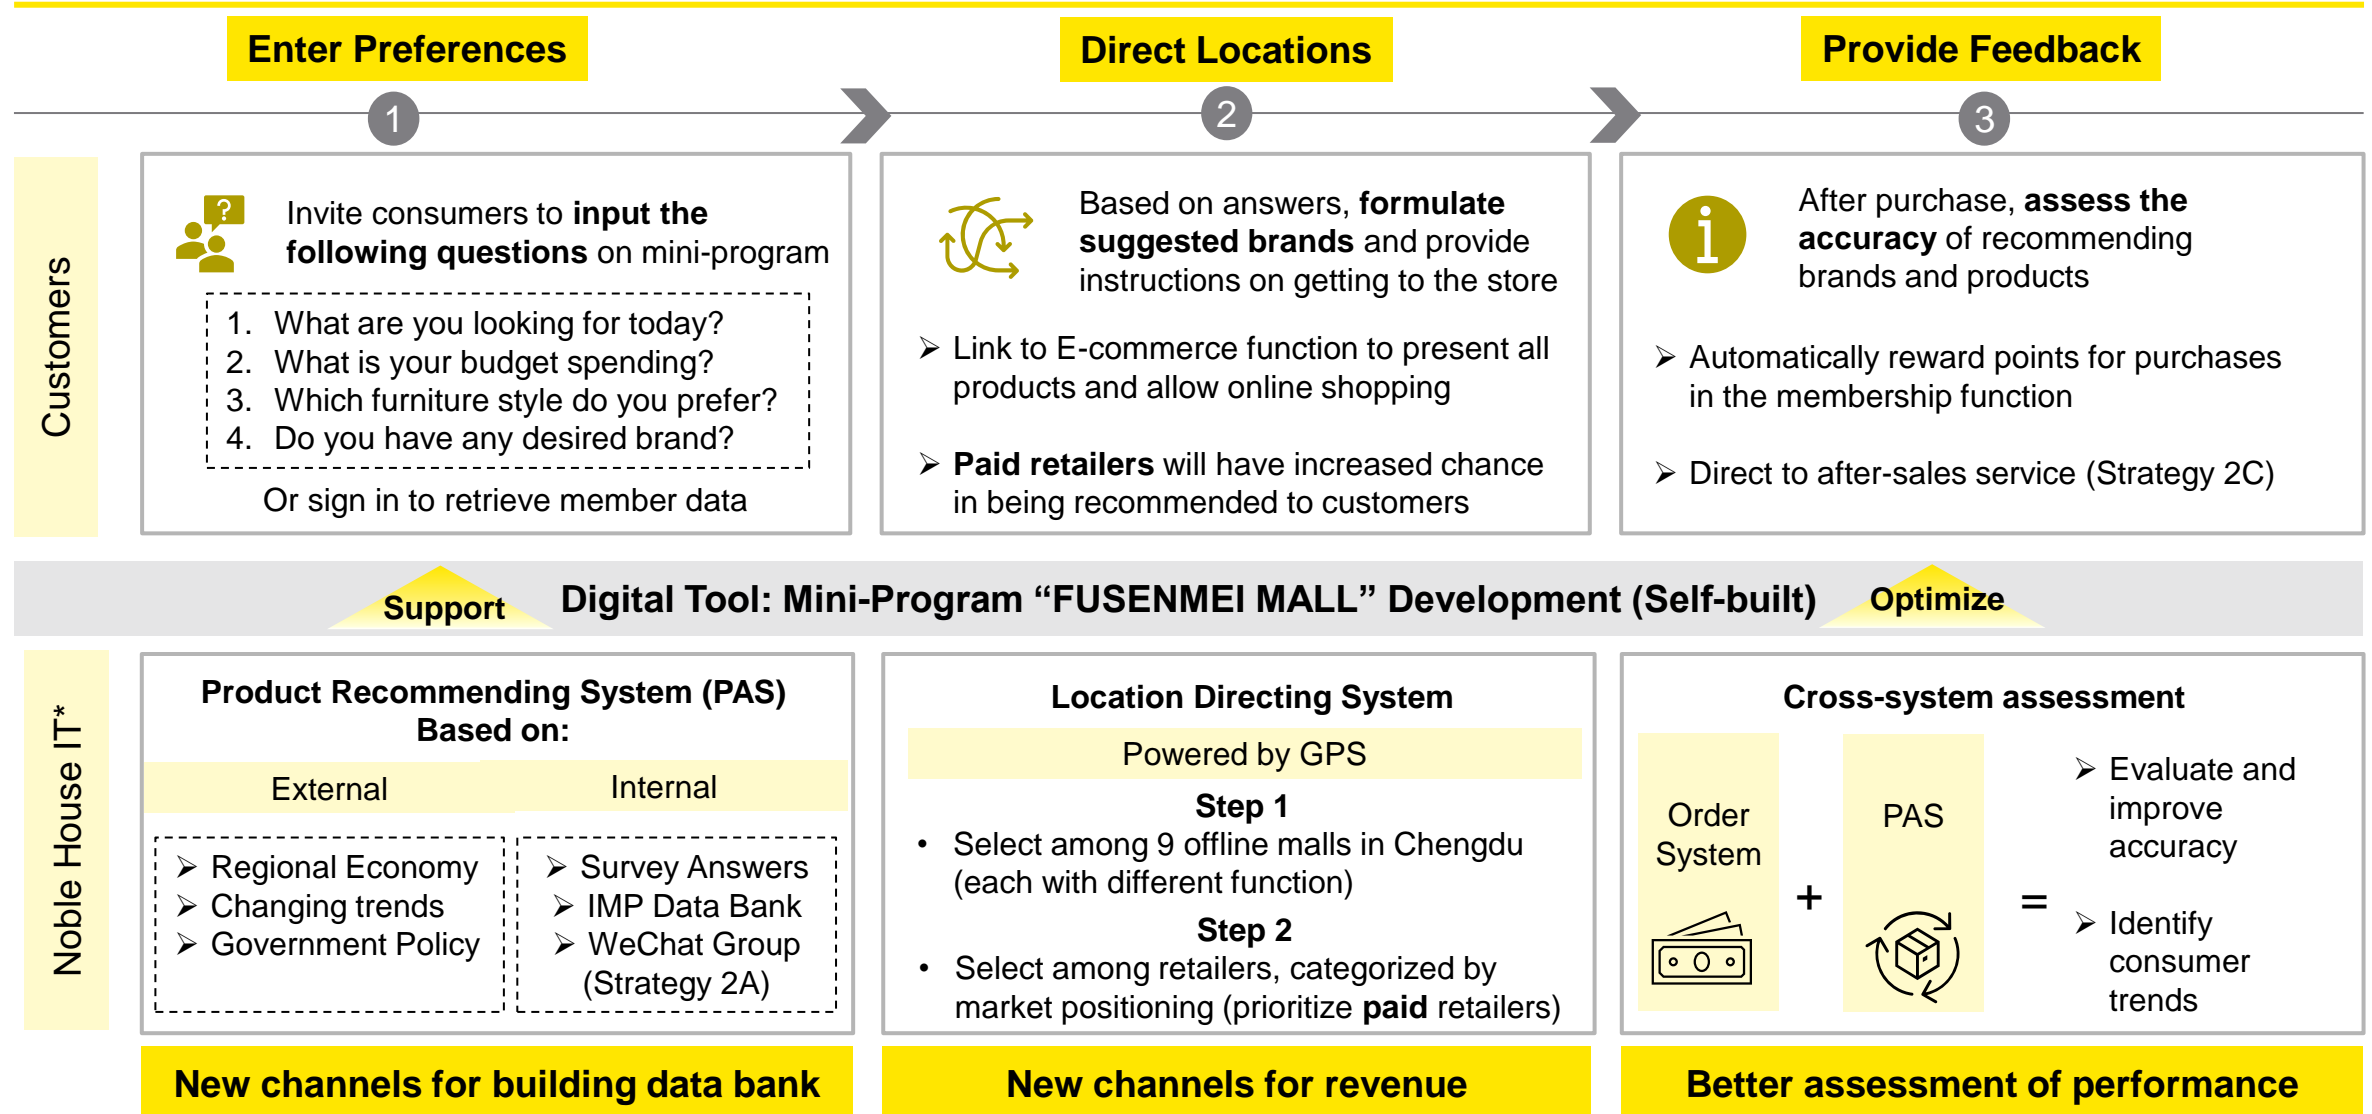 Enter Preferences
Direct Locations
Provide Feedback
1
2
3
Customers
?
Invite consumers to input the
following questions on mini-program
1. What are you looking for today?
2. What is your budget spending?
3. Which furniture style do you prefer?
4. Do you have any desired brand?
Or sign in to retrieve member data
Based on answers, formulate
suggested brands and provide
instructions on getting to the store
➢ Link to E-commerce function to present all
products and allow online shopping
➢ Paid retailers will have increased chance
in being recommended to customers
i
After purchase, assess the
accuracy of recommending
brands and products
➢ Automatically reward points for purchases
in the membership function
➢ Direct to after-sales service (Strategy 2C)
Support
Digital Tool: Mini-Program “FUSENMEI MALL” Development (Self-built)
Optimize
Noble House IT*
Product Recommending System (PAS)
Based on:
External
Internal
➢ Regional Economy
➢ Changing trends
➢ Government Policy
➢ Survey Answers
➢ IMP Data Bank
➢ WeChat Group
(Strategy 2A)
Location Directing System
Powered by GPS
Step 1
• Select among 9 offline malls in Chengdu
(each with different function)
Step 2
• Select among retailers, categorized by
market positioning (prioritize paid retailers)
Cross-system assessment
Order
System
+
PAS
=
➢ Evaluate and
improve
accuracy
➢ Identify
consumer
trends
New channels for building data bank
New channels for revenue
Better assessment of performance